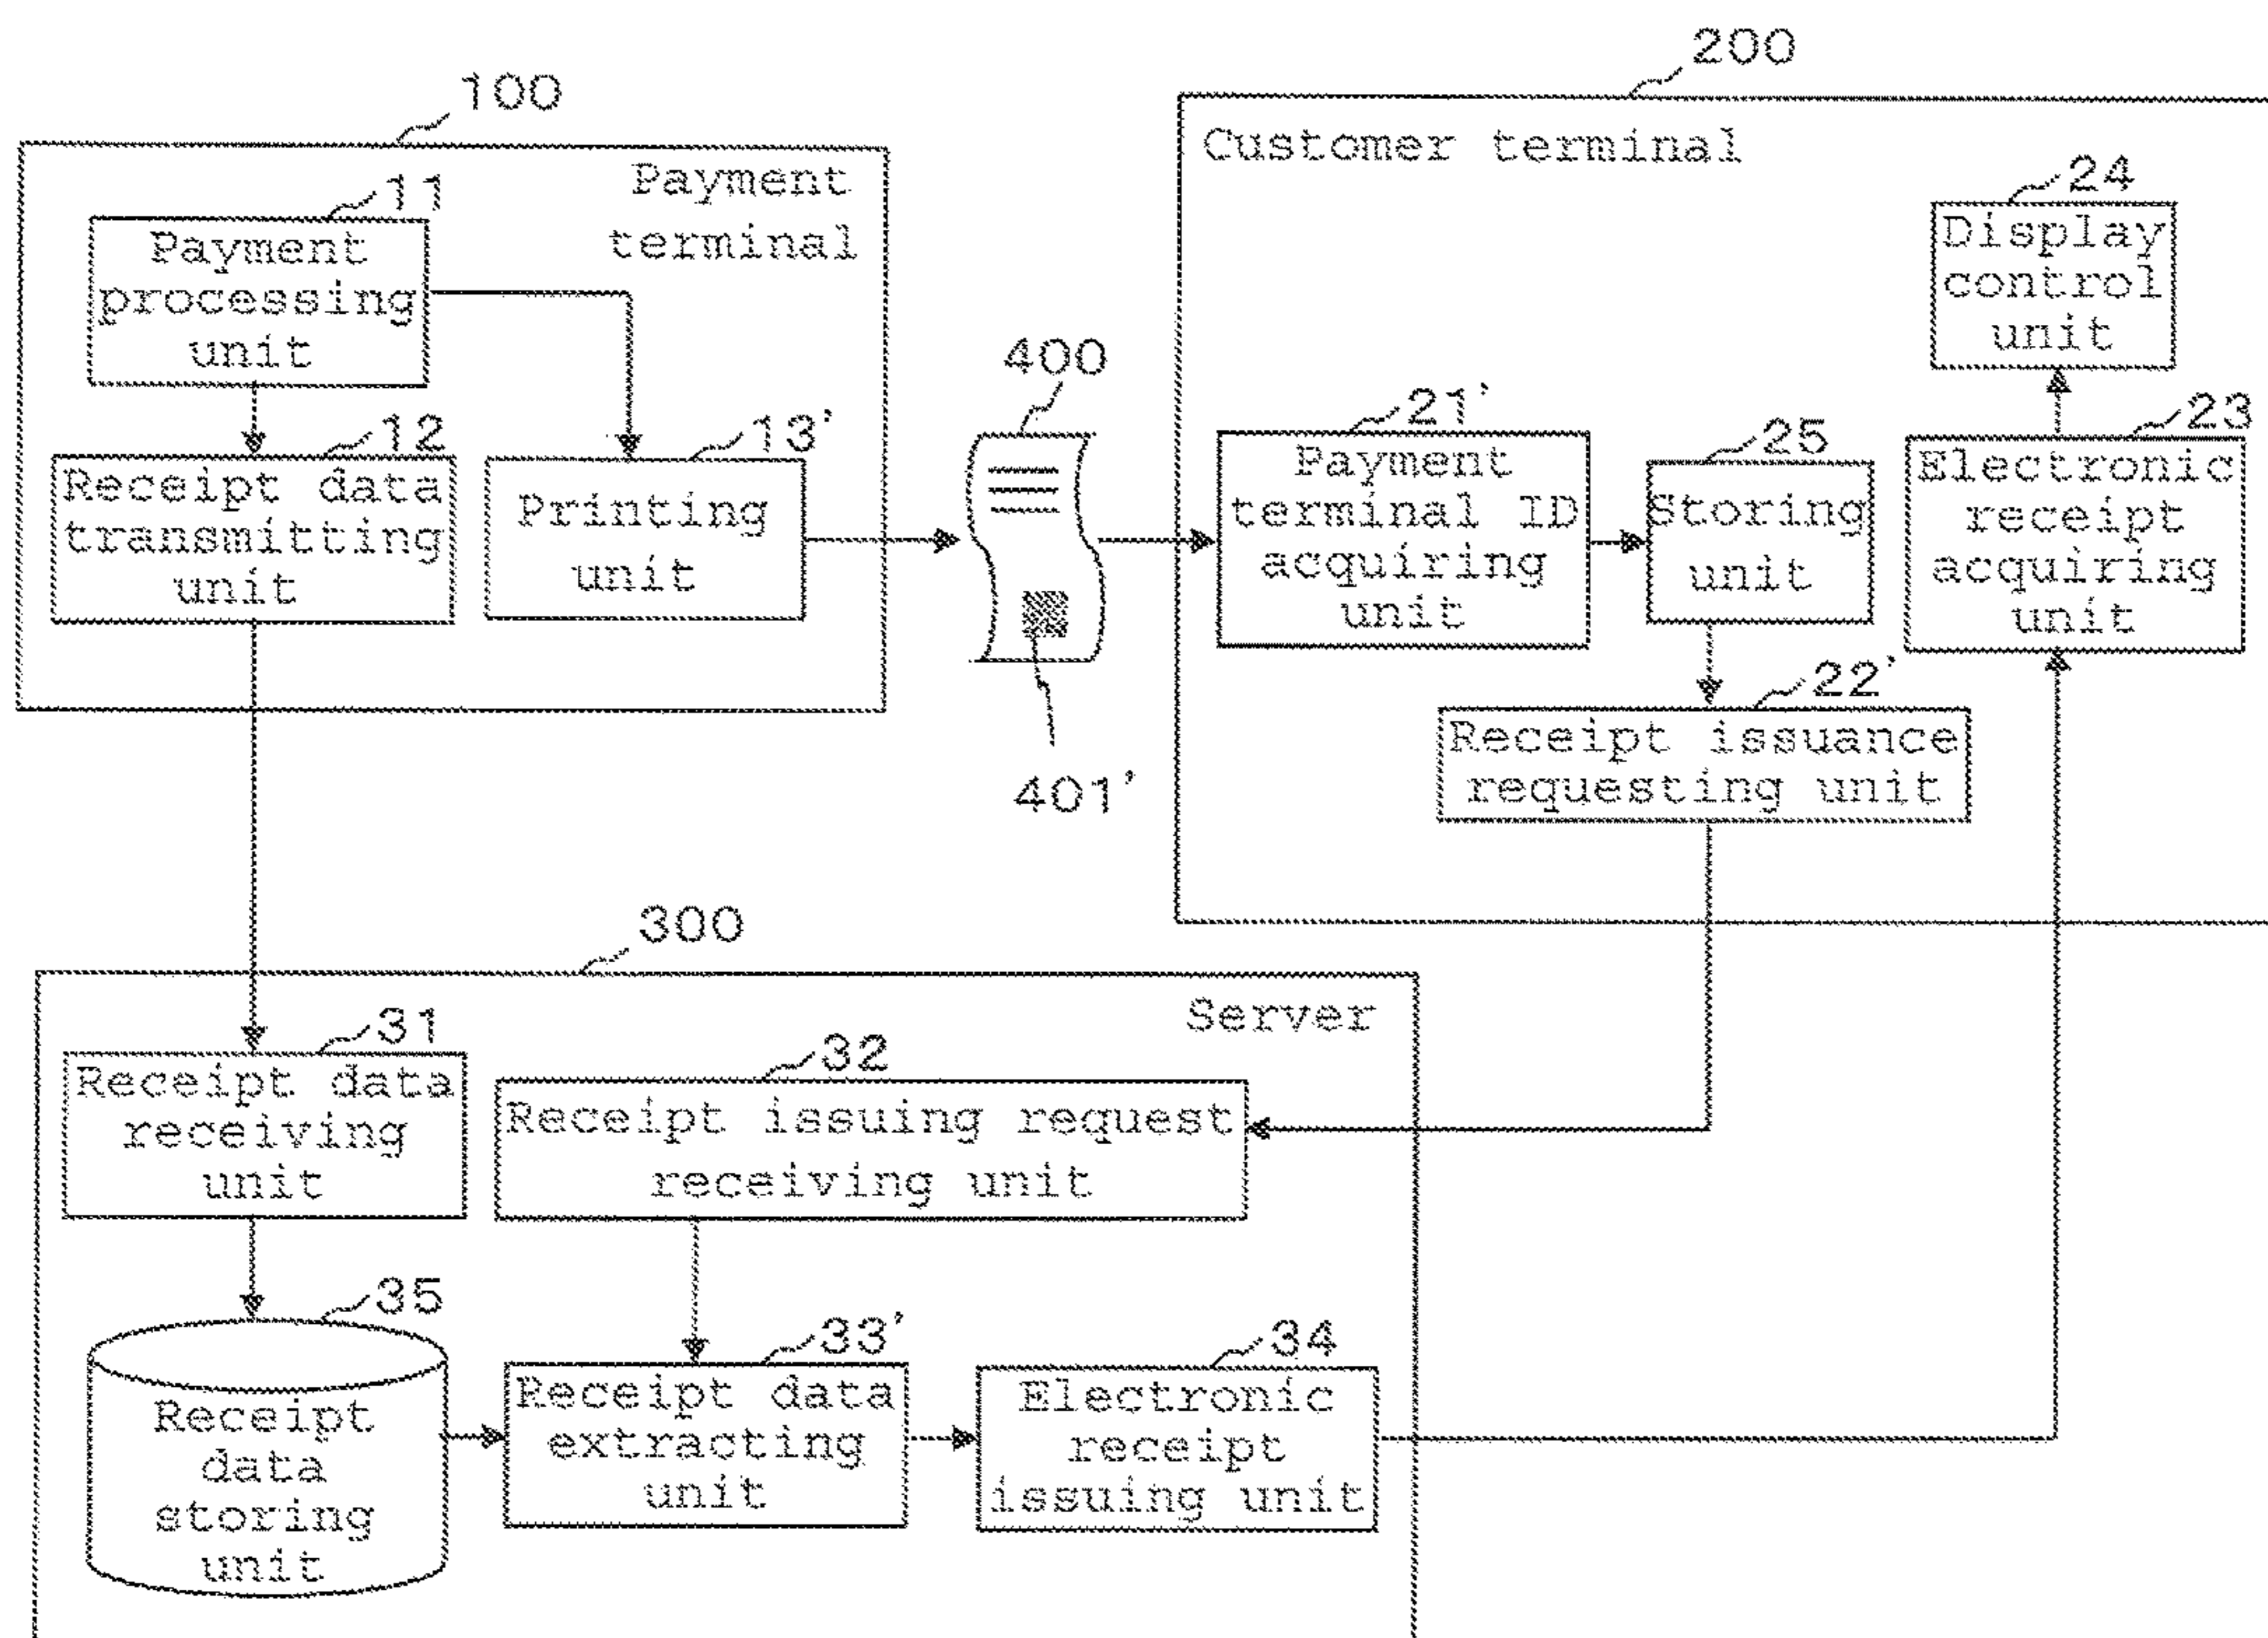 100
Payment
terminal
11
Payment
processing
unit
12
Receipt data
transmitting
unit
13'
Printing
unit
400
401'
200
Customer terminal
21'
Payment
terminal ID
acquiring
unit
25
Storing
unit
24
Display
control
unit
23
Electronic
receipt
acquiring
unit
22'
Receipt issuance
requesting unit
300
Server
31
Receipt data
receiving
unit
32
Receipt issuing request
receiving unit
35
Receipt
data
storing
unit
33'
Receipt data
extracting
unit
34
Electronic
receipt
issuing unit